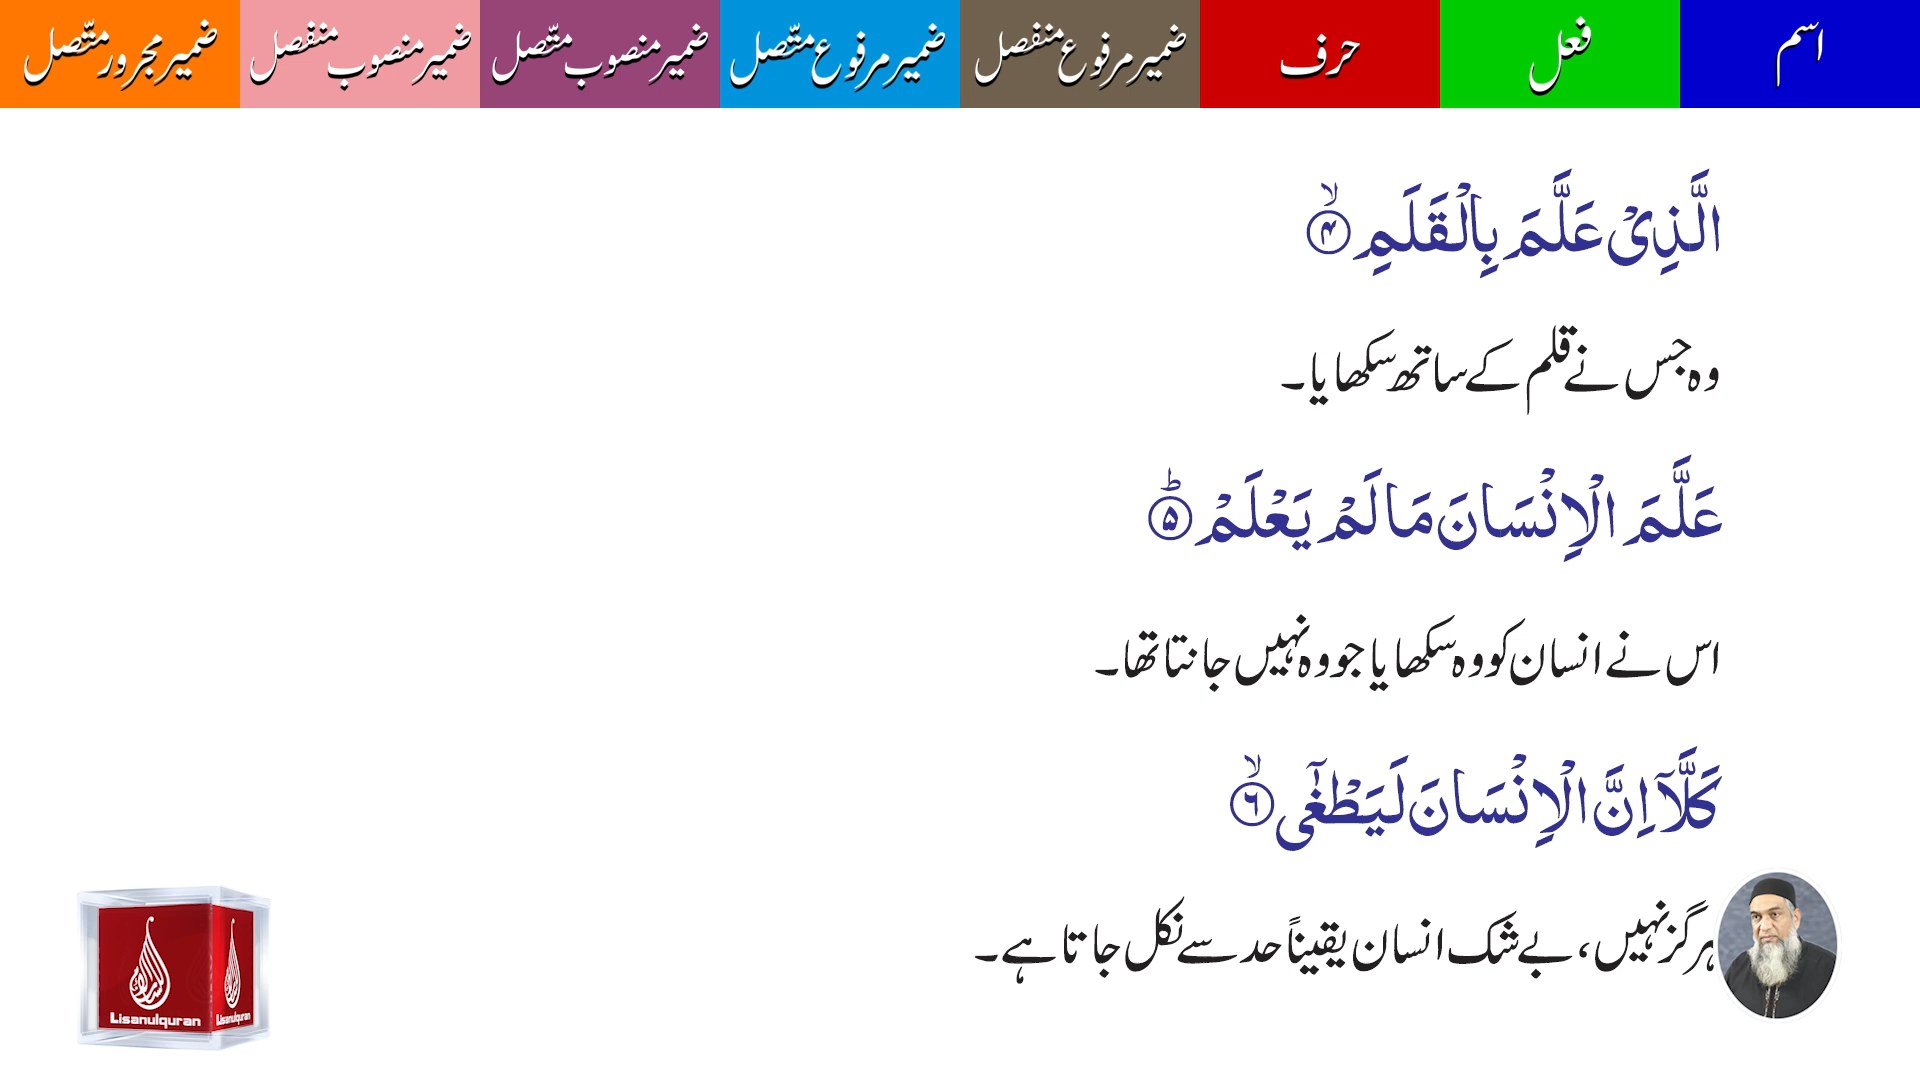 اسم فعل حرف ضمیر مرفوع منفصل ضمیر مرفوع متّصل ضمیر منصوب متّصل ضمیر منصوب منفصل ضمیر مجرور متّصل
الَّذِیْ عَلَّمَ بِالْقَلَمِ ۙ﴿۴﴾
وہ جس نے قلم کے ساتھ سکھایا۔
عَلَّمَ الْاِنْسَانَ مَا لَمْ یَعْلَمْ ؕ﴿۵﴾
اس نے انسان کو وہ سکھایا جو وہ نہیں جانتا تھا۔
كَلَّاۤ اِنَّ الْاِنْسَانَ لَیَطْغٰۤی ۙ﴿۶﴾
ہرگز نہیں، بے شک انسان یقیناً حد سے نکل جاتا ہے۔
Lisanulquran Lisanulquran